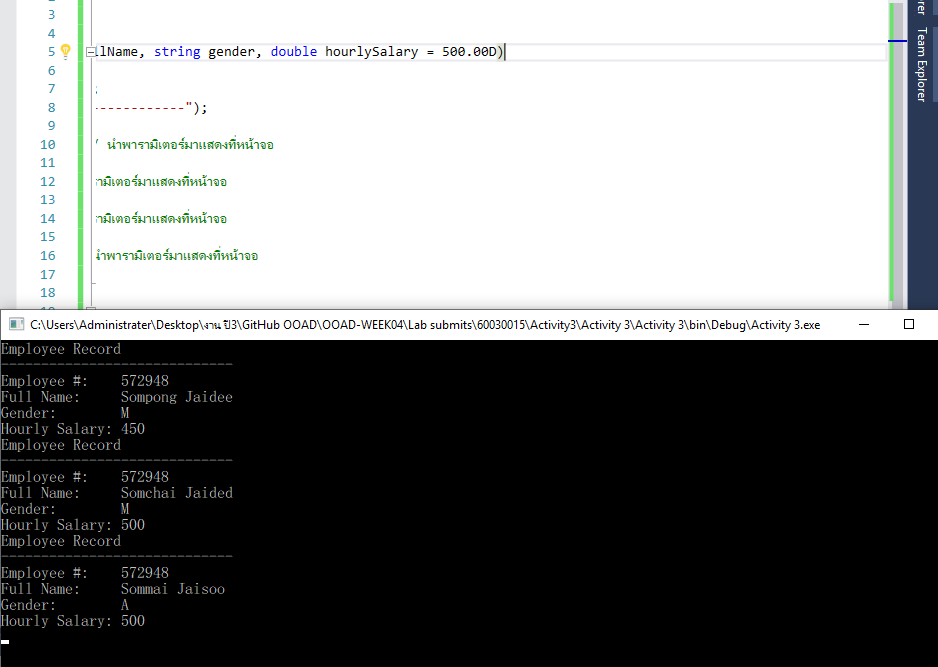 3
4
5 lName, string gender, double hourlySalary = 500.00D)
6
7 ;
8 -----------");
9
10 / นำพารามิเตอร์มาแสดงที่หน้าจอ
11
12 รามิเตอร์มาแสดงที่หน้าจอ
13
14 รามิเตอร์มาแสดงที่หน้าจอ
15
16 นำพารามิเตอร์มาแสดงที่หน้าจอ
17
18
rer
Team Explorer
C:\Users\Administrater\Desktop\งาน ปี3\GitHub OOAD\OOAD-WEEK04\Lab submits\60030015\Activity3\Activity 3\Activity 3\bin\Debug\Activity 3.exe
Employee Record
-----------------------------
Employee #: 572948
Full Name: Sompong Jaidee
Gender: M
Hourly Salary: 450
Employee Record
-----------------------------
Employee #: 572948
Full Name: Somchai Jaided
Gender: M
Hourly Salary: 500
Employee Record
-----------------------------
Employee #: 572948
Full Name: Sommai Jaisoo
Gender: A
Hourly Salary: 500